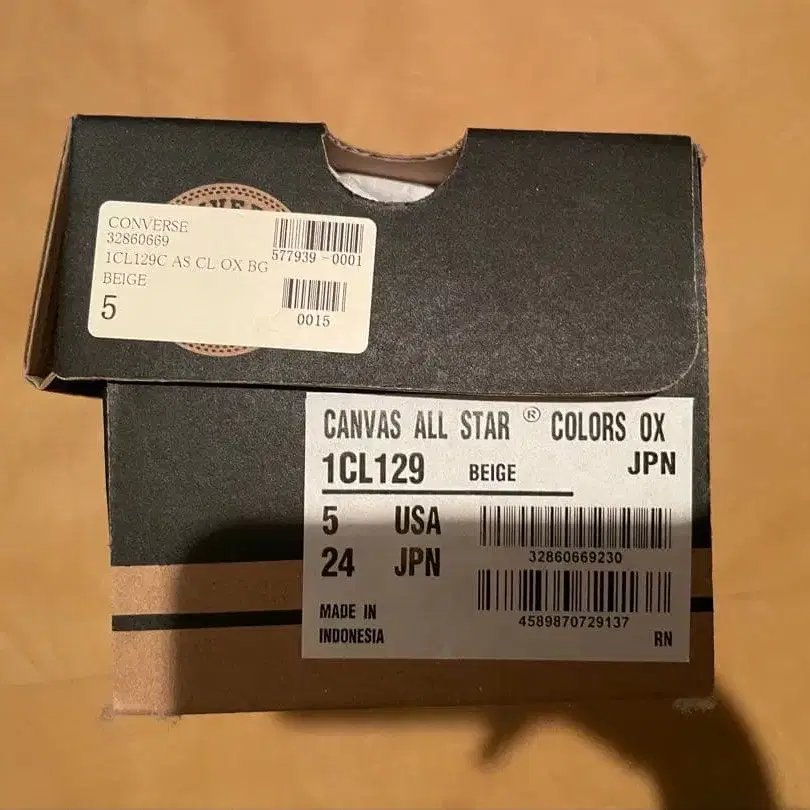 CONVERSE
32860669
577939-0001
1CL129C AS CL OX BG
BEIGE
5
0015
CANVAS ALL STAR ® COLORS OX
1CL129 BEIGE JPN
5 USA
32860669230
24 JPN
4589870729137
MADE IN
INDONESIA
RN